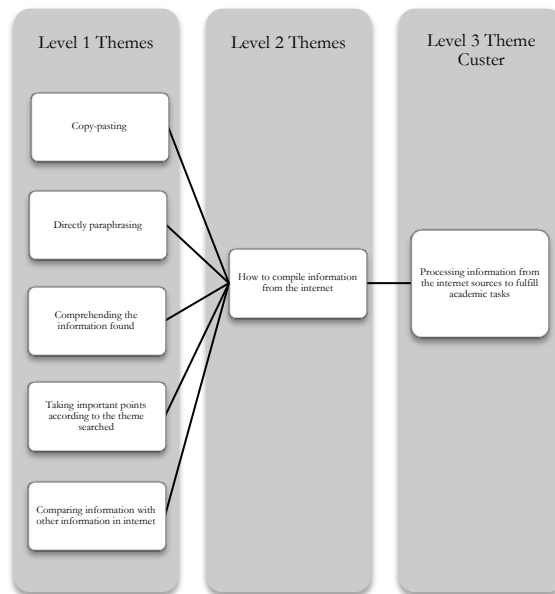 Level 1 Themes
Level 2 Themes
Level 3 Theme
Custer
Copy-pasting
Directly paraphrasing
Comprehending the
information found
Taking important points
according to the theme
searched
Comparing information with
other information in internet
How to compile information
from the internet
Processing information from
the internet sources to fulfill
academic tasks